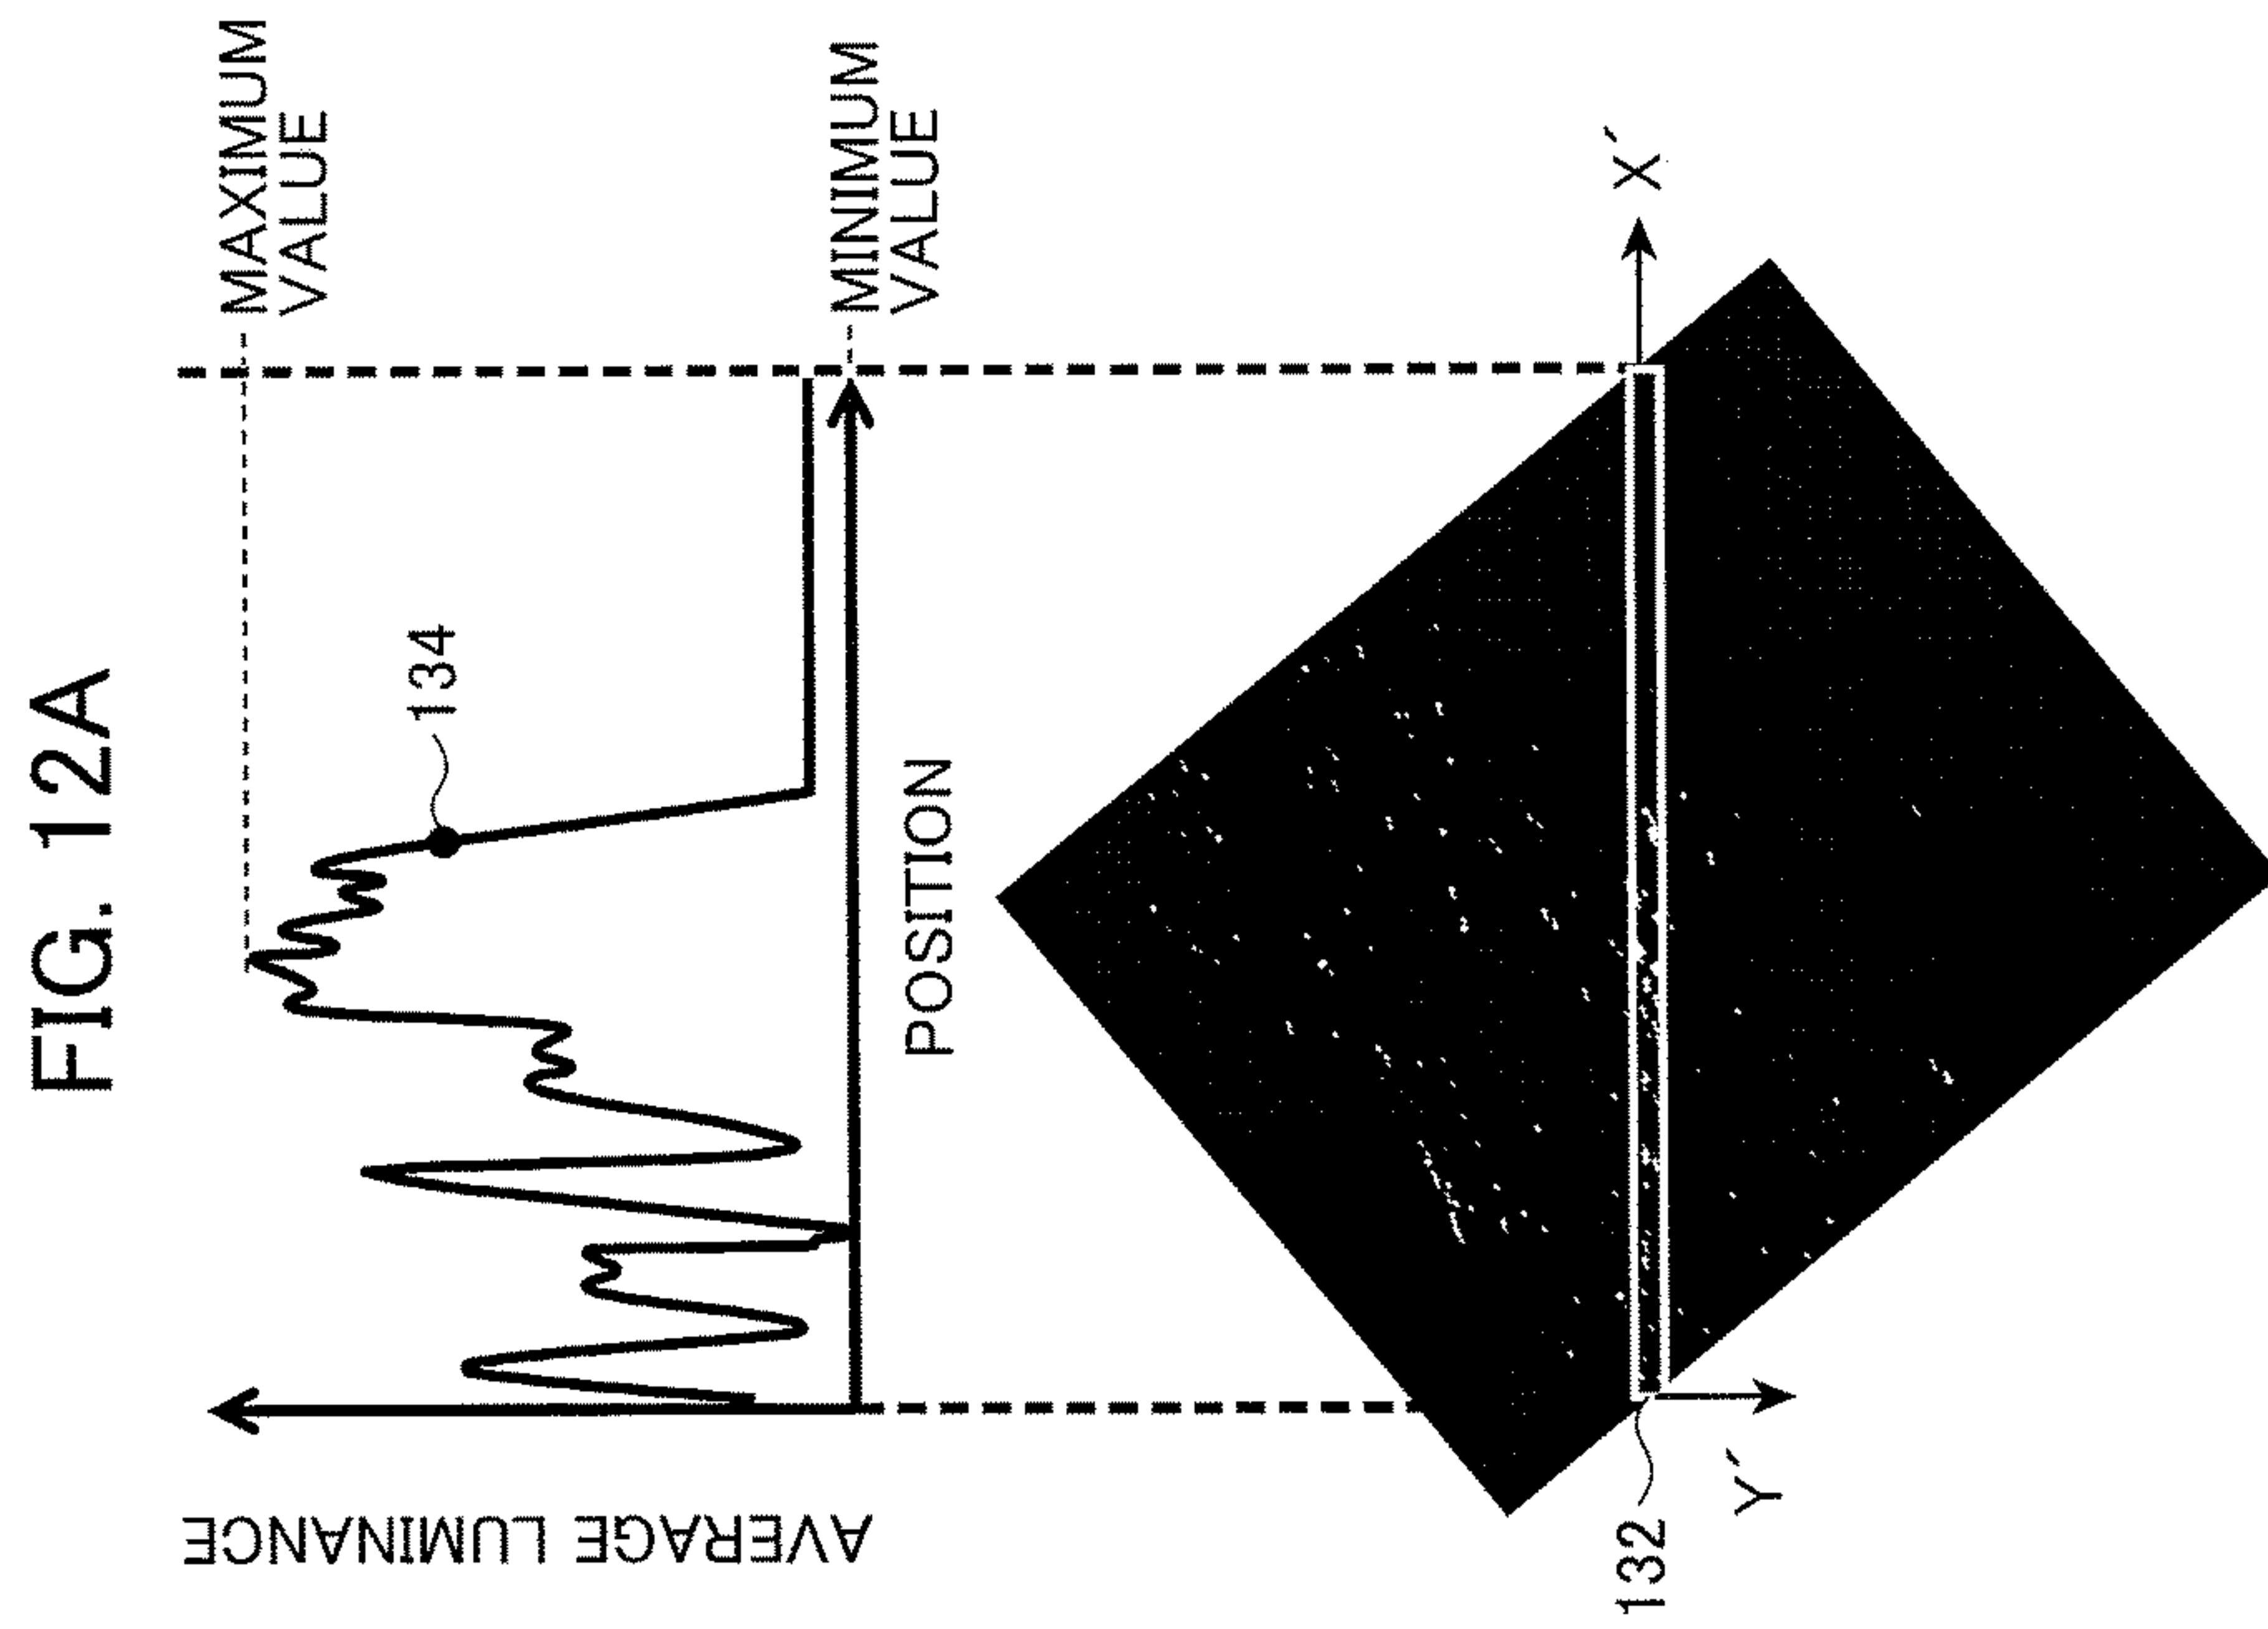 FIG. 12A
MAXIMUM
VALUE
134
AVERAGE LUMINANCE
MINIMUM
VALUE
POSITION
X´
132
Y´